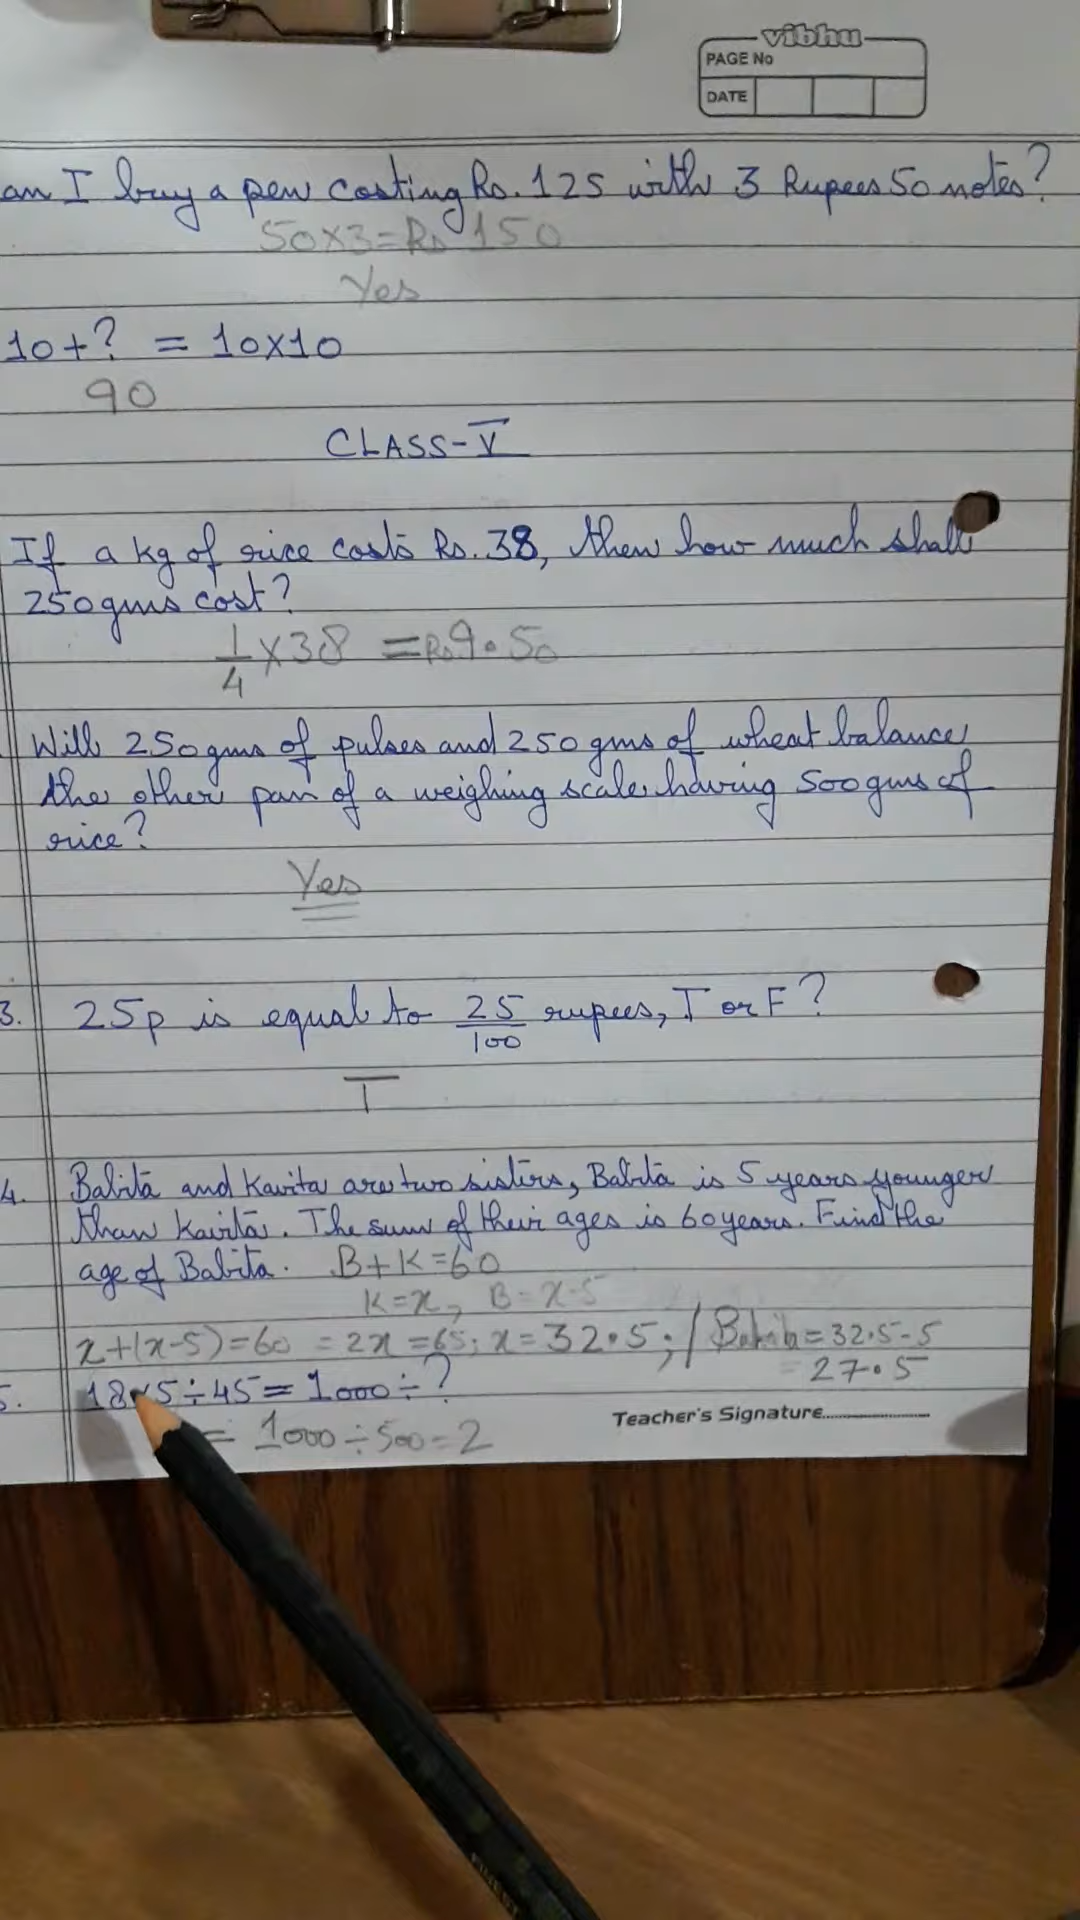 vibhu
PAGE No
DATE
an I buy a pen costing Rs. 125 with 3 Rupees 50 notes?
50x3=Rs 150
Yes
10+? = 10x10
90
CLASS-V
If a kg of rice costs Rs. 38, then how much shall
250gms cost?
1/4 x38 =Rs9.50
Will 250gms of pulses and 250gms of wheat balance
the other pan of a weighing scale having 500gms of
rice?
Yes
3. 25p is equal to 25/100 rupees, T or F?
T
4. Babita and Kavita are two sisters, Babita is 5 years younger
than Kavita. The sum of their ages is 60 years. Find the
age of Babita. B+K=60
K=x, B=x-5
x+(x-5)=60 =2x=65; x=32.5; / =32.5-5
=27.5
5. 18x5÷45=1000÷?
= 1000÷500=2
Teacher's Signature